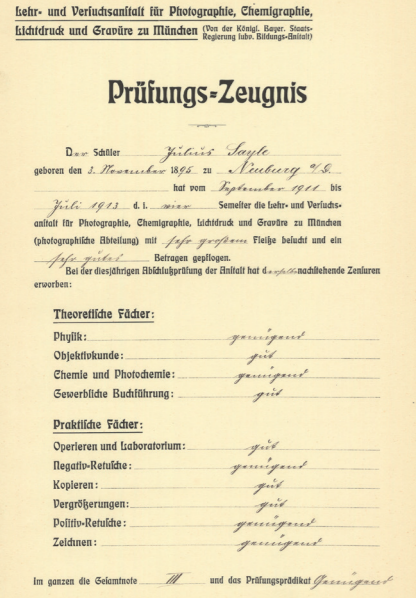 Lehr- und Versuchsanstalt für Photographie, Chemigraphie,
Lichtdruck und Gravüre zu München (Von der Königl. Bayer. Staats-
Regierung subv. Bildungs-Anstalt)
Prüfungs-Zeugnis
Der Schüler Julius
geboren den 3. November 1895 zu Neuburg a/D.
hat vom September 1911 bis
Juli 1913 d. i. vier Semester die Lehr- und Versuchs-
anstalt für Photographie, Chemigraphie, Lichtdruck und Gravüre zu München
(photographische Abteilung) mit sehr großem Fleiße besucht und ein
sehr gutes Betragen gepflogen.
Bei der diesjährigen Abschlußprüfung der Anstalt hat derselbe nachstehende Zensuren
erworben:
Theoretische Fächer:
Physik: genügend
Objektivkunde: gut
Chemie und Photochemie: genügend
Gewerbliche Buchführung: gut
Praktische Fächer:
Operieren und Laboratorium: gut
Negativ-Retusche: genügend
Kopieren: gut
Vergrößerungen: gut
Positiv-Retusche: genügend
Zeichnen: genügend
Im ganzen die Gesamtnote III und das Prüfungsprädikat Genügend